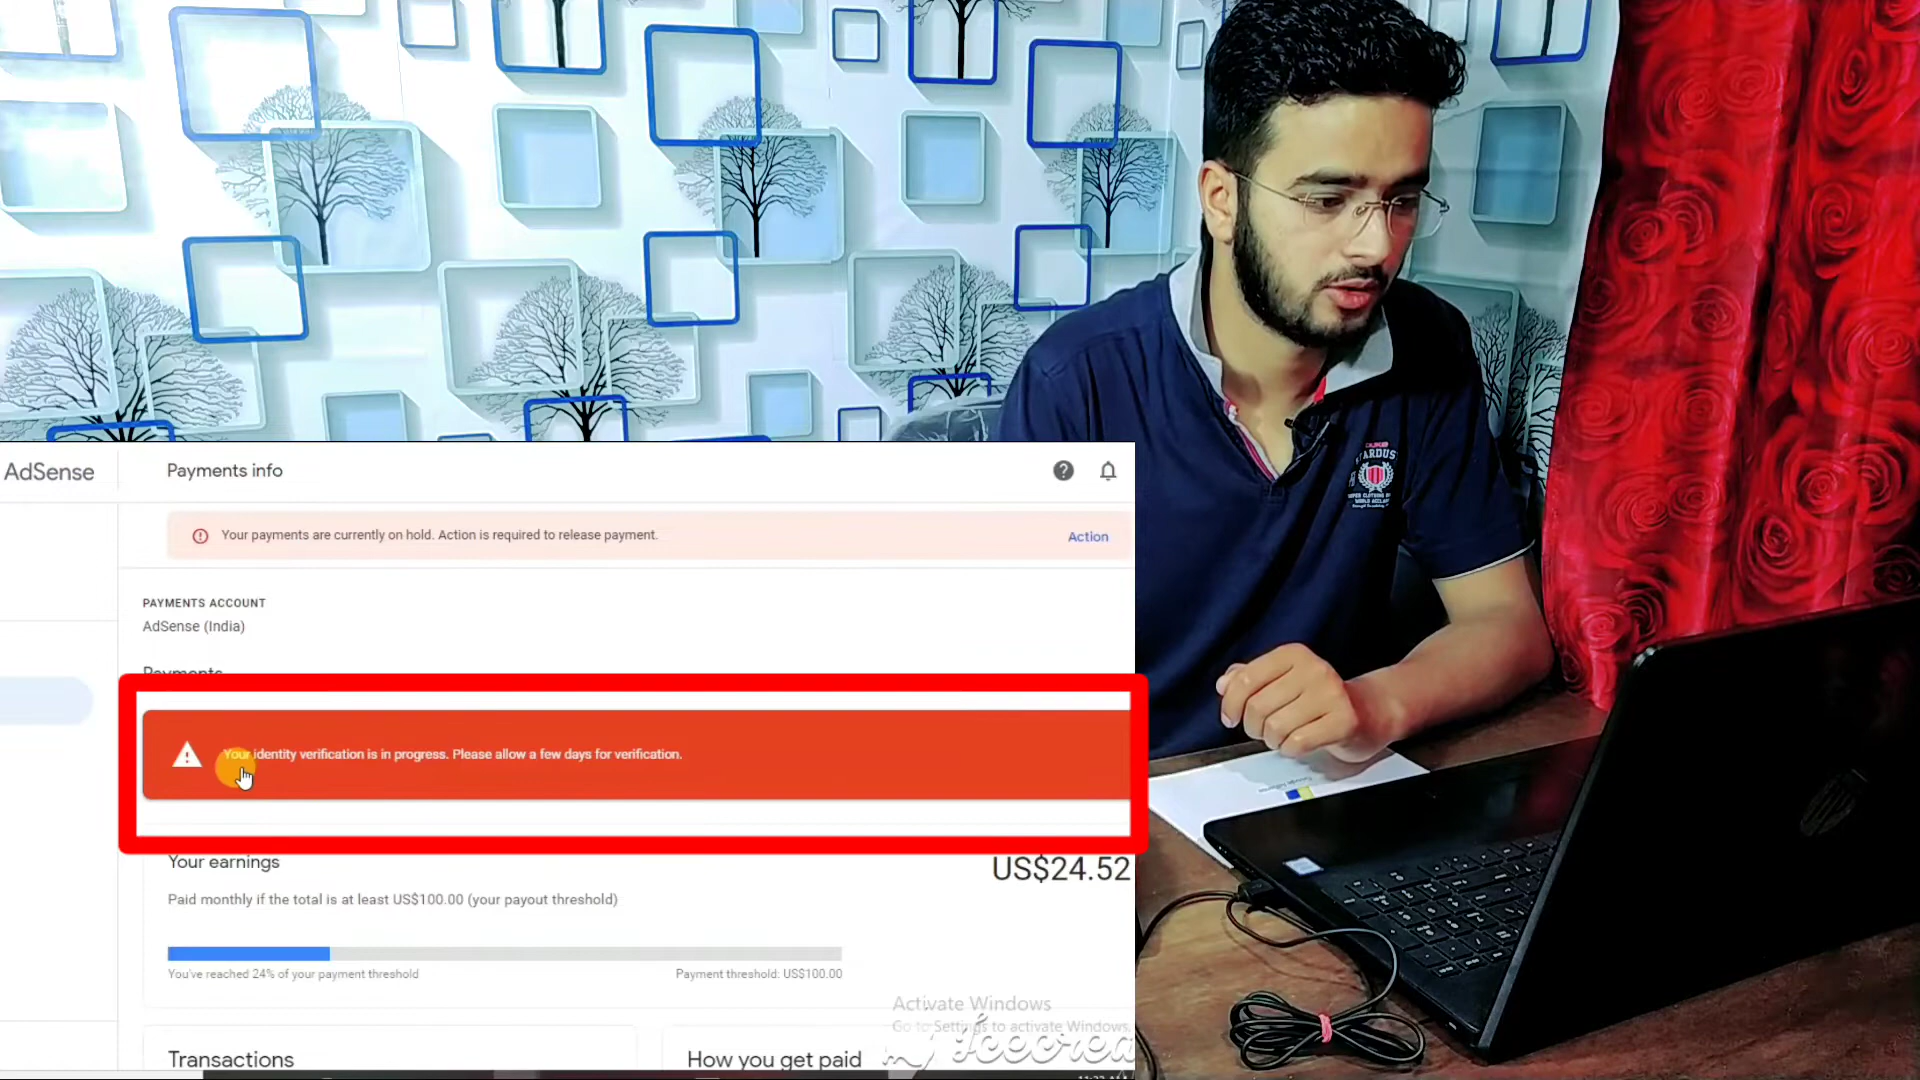 AdSense
Payments info
Your payments are currently on hold. Action is required to release payment.
Action
PAYMENTS ACCOUNT
AdSense (India)
Payments
Your identity verification is in progress. Please allow a few days for verification.
Your earnings
US$24.52
Paid monthly if the total is at least US$100.00 (your payout threshold)
You've reached 24% of your payment threshold
Payment threshold: US$100.00
Activate Windows
Go to Settings to activate Windows.
Transactions
How you get paid
DUKE
STARDUST